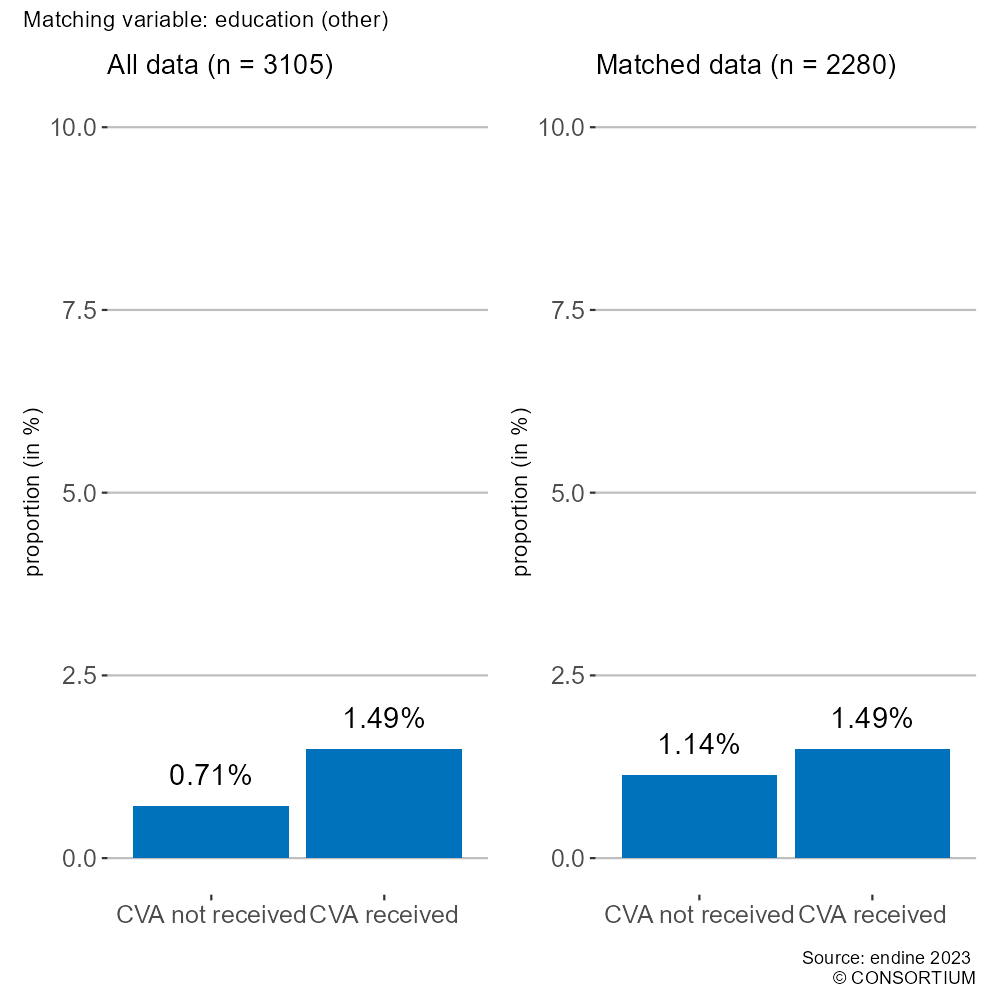 Matching variable: education (other)
All data (n = 3105)
10.0
7.5
5.0
2.5
0.0
proportion (in %)
0.71%
1.49%
CVA not received CVA received
Matched data (n = 2280)
10.0
7.5
5.0
2.5
0.0
proportion (in %)
1.14%
1.49%
CVA not received CVA received
Source: endine 2023
© CONSORTIUM